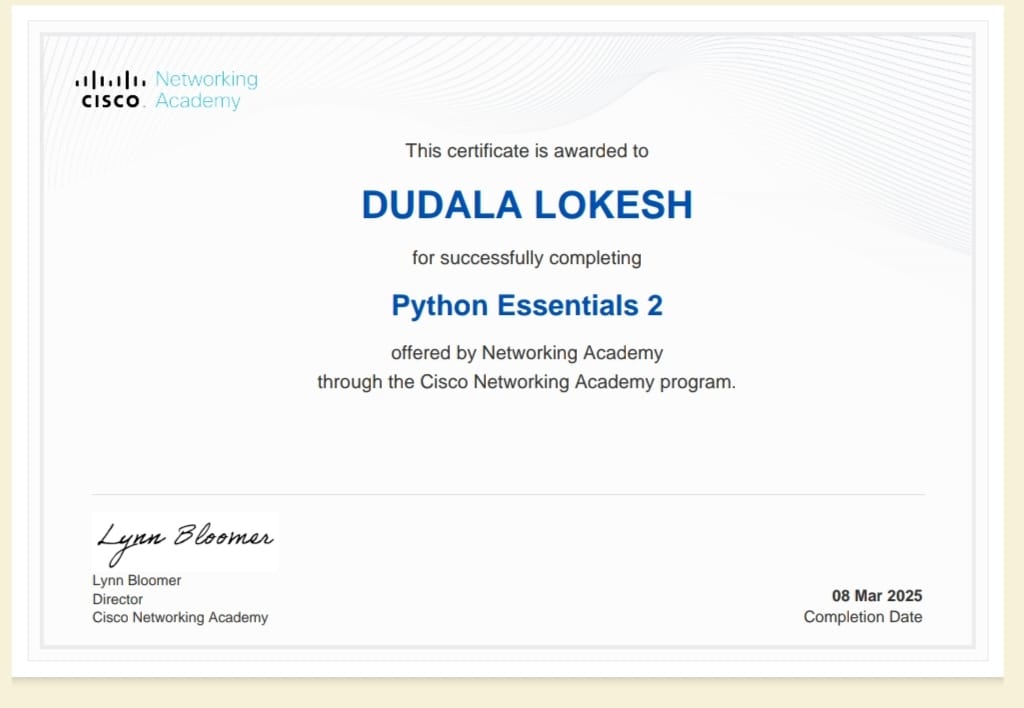 Networking
CISCO. Academy
This certificate is awarded to
DUDALA LOKESH
for successfully completing
Python Essentials 2
offered by Networking Academy
through the Cisco Networking Academy program.
Lynn Bloomer
Lynn Bloomer
Director
Cisco Networking Academy
08 Mar 2025
Completion Date